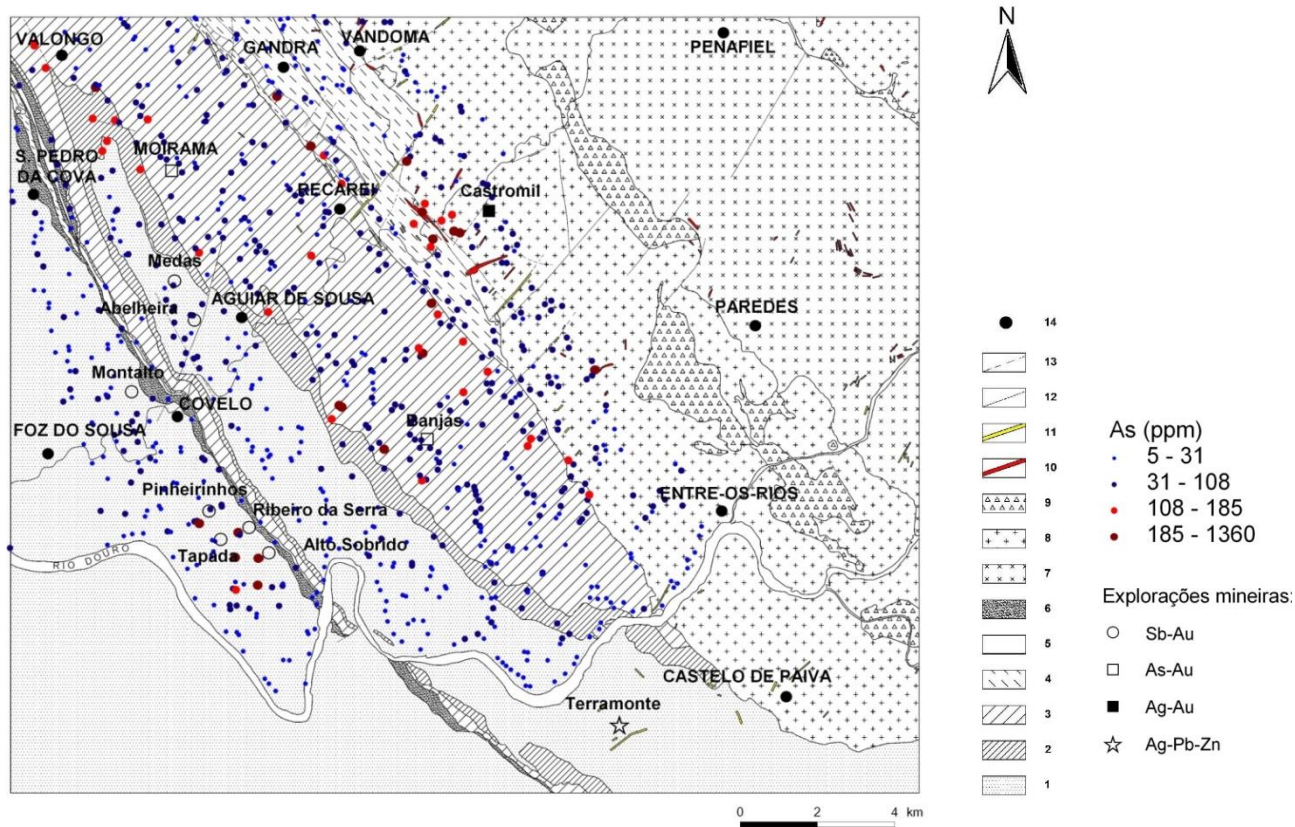 N
VALONGO
GANDRA
VANDOMA
PENAFIEL
MOIRAMA
S. PEDRO
DA COVA
RECAREI
Castromil
Medas
Abelheira
AGUIAR DE SOUSA
PAREDES
Montalto
COVELO
FOZ DO SOUSA
Banjas
Pinheirinhos
Ribeiro da Serra
ENTRE-OS-RIOS
Tapada
Alto Sobrido
RIO DOURO
CASTELO DE PAIVA
Terramonte
0 2 4 km
14
13
12
11
10
9
8
7
6
5
4
3
2
1
As (ppm)
5 - 31
31 - 108
108 - 185
185 - 1360
Explorações mineiras:
Sb-Au
As-Au
Ag-Au
Ag-Pb-Zn